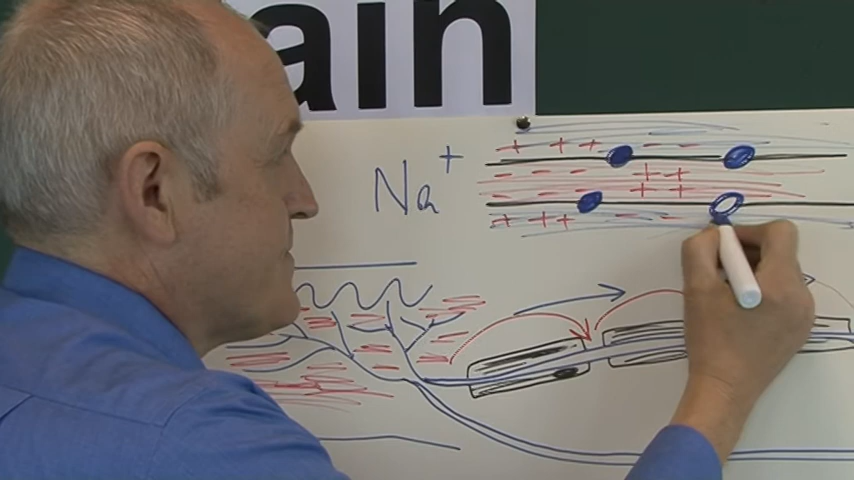 ain
+ + + - -
Na+
- - - - + +
- - - + +
+ + + - -